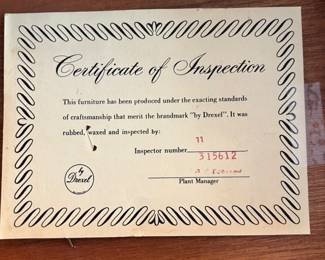 Certificate of Inspection
This furniture has been produced under the exacting standards
of craftsmanship that merit the brandmark "by Drexel". It was
rubbed, waxed and inspected by:
11
Inspector number
315612
Plant Manager
by
Drexel